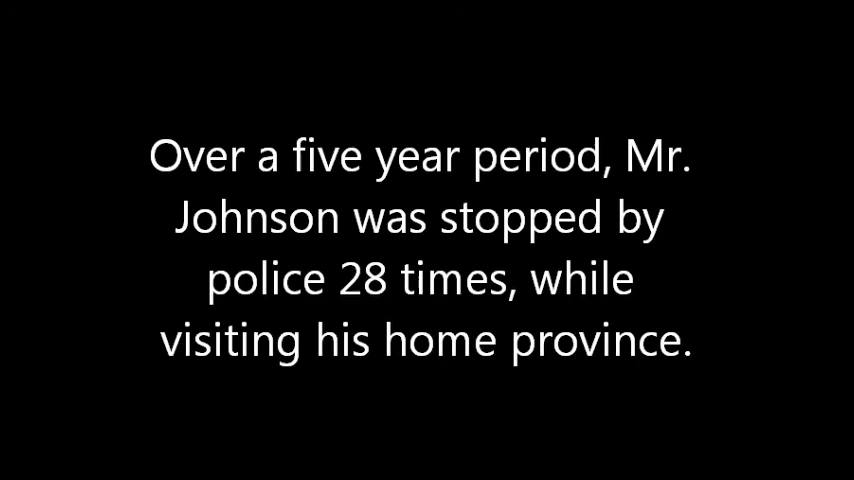 Over a five year period, Mr.
Johnson was stopped by
police 28 times, while
visiting his home province.